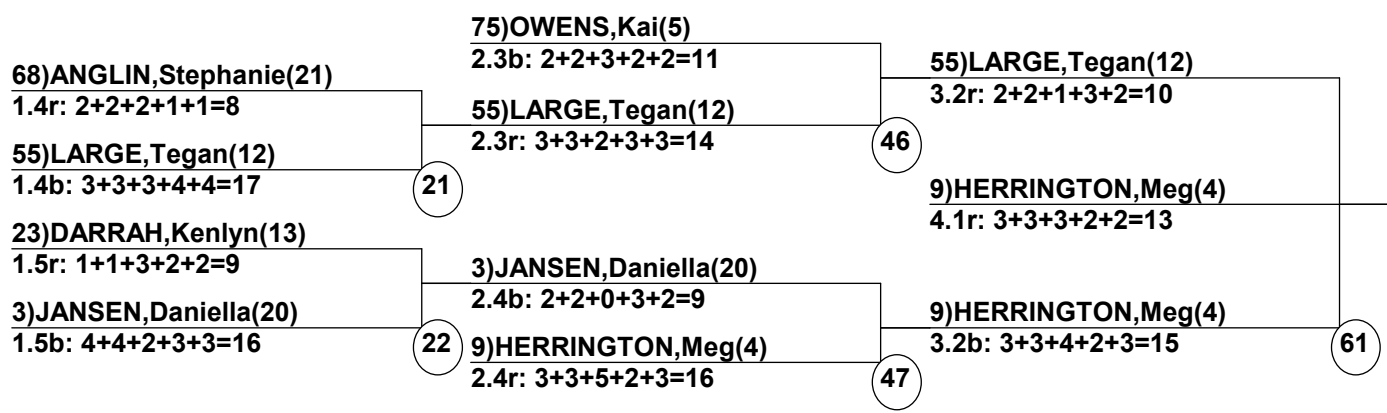 68)ANGLIN,Stephanie(21)
1.4r: 2+2+2+1+1=8
55)LARGE,Tegan(12)
1.4b: 3+3+3+4+4=17
21
23)DARRAH,Kenlyn(13)
1.5r: 1+1+3+2+2=9
3)JANSEN,Daniella(20)
1.5b: 4+4+2+3+3=16
22
75)OWENS,Kai(5)
2.3b: 2+2+3+2+2=11
55)LARGE,Tegan(12)
2.3r: 3+3+2+3+3=14
46
3)JANSEN,Daniella(20)
2.4b: 2+2+0+3+2=9
9)HERRINGTON,Meg(4)
2.4r: 3+3+5+2+3=16
47
55)LARGE,Tegan(12)
3.2r: 2+2+1+3+2=10
9)HERRINGTON,Meg(4)
4.1r: 3+3+3+2+2=13
9)HERRINGTON,Meg(4)
3.2b: 3+3+4+2+3=15
61